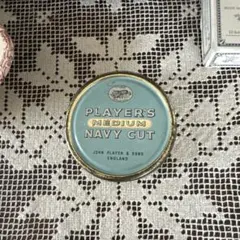 PLAYER'S
MEDIUM
NAVY CUT
JOHN PLAYER & SONS
ENGLAND